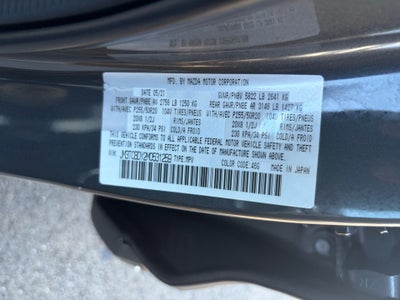 MFD. BY MAZDA MOTOR CORPORATION
DATE 05/21 GVWR/PNBV 5822 LB 2641 KG
FRONT GAWR/PNBE AV 2756 LB 1250 KG REAR GAWR/PNBE AR 3146 LB 1427 KG
WITH/AVEC P255/50R20 104V TIRES/PNEUS WITH/AVEC P255/50R20 104V TIRES/PNEUS
20X8 1/2J RIMS/JANTES 20X8 1/2J RIMS/JANTES
230 KPA/34 PSI COLD/A FROID 230 KPA/34 PSI COLD/A FROID
THIS VEHICLE CONFORMS TO ALL APPLICABLE FEDERAL MOTOR VEHICLE SAFETY AND THEFT PREVENTION STANDARDS IN EFFECT ON THE DATE OF
MANUFACTURE SHOWN ABOVE.
VIN: TYPE:MPV COLOR CODE:46G MADE IN JAPAN